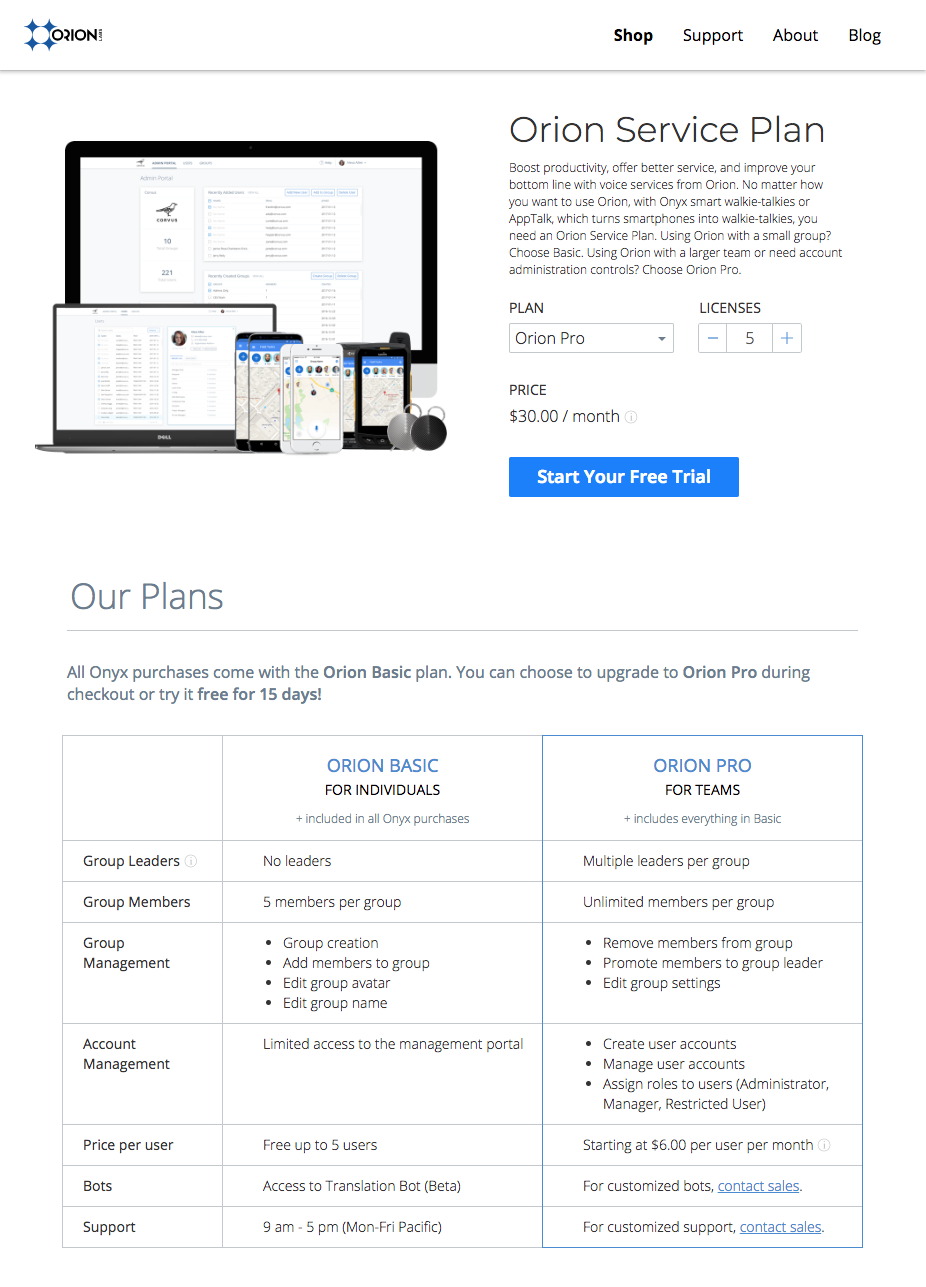 ORION LABS
Shop Support About Blog
Orion Service Plan
Boost productivity, offer better service, and improve your
bottom line with voice services from Orion. No matter how
you want to use Orion, with Onyx smart walkie-talkies or
AppTalk, which turns smartphones into walkie-talkies, you
need an Orion Service Plan. Using Orion with a small group?
Choose Basic. Using Orion with a larger team or need account
administration controls? Choose Orion Pro.
PLAN LICENSES
Orion Pro − 5 +
PRICE
$30.00 / month
Start Your Free Trial
Admin Portal
CORVUS
10
221
DELL
Our Plans
All Onyx purchases come with the Orion Basic plan. You can choose to upgrade to Orion Pro during
checkout or try it free for 15 days!
ORION BASIC ORION PRO
FOR INDIVIDUALS FOR TEAMS
+ included in all Onyx purchases + includes everything in Basic
Group Leaders No leaders Multiple leaders per group
Group Members 5 members per group Unlimited members per group
Group Management
• Group creation
• Add members to group
• Edit group avatar
• Edit group name
• Remove members from group
• Promote members to group leader
• Edit group settings
Account Management
Limited access to the management portal
• Create user accounts
• Manage user accounts
• Assign roles to users (Administrator,
Manager, Restricted User)
Price per user Free up to 5 users Starting at $6.00 per user per month
Bots Access to Translation Bot (Beta) For customized bots, contact sales.
Support 9 am - 5 pm (Mon-Fri Pacific) For customized support, contact sales.